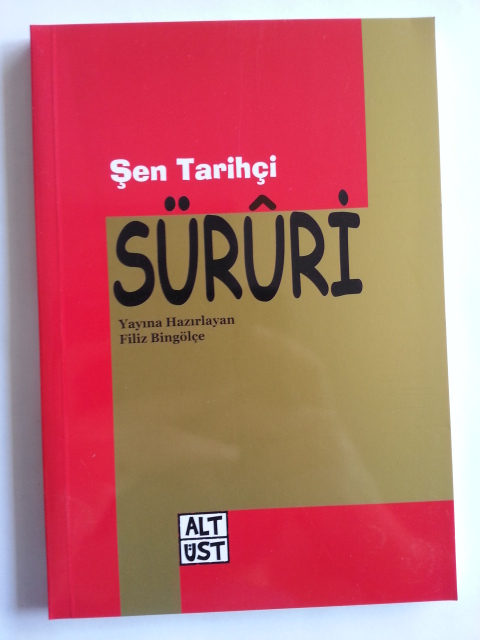 Şen Tarihçi
SÜRÛRİ
Yayına Hazırlayan
Filiz Bingölçe
ALT
ÜST